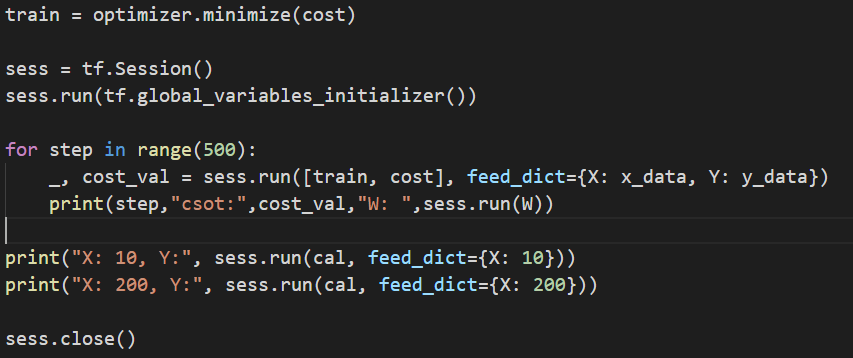 train = optimizer.minimize(cost)
sess = tf.Session()
sess.run(tf.global_variables_initializer())
for step in range(500):
    _, cost_val = sess.run([train, cost], feed_dict={X: x_data, Y: y_data})
    print(step,"csot:",cost_val,"W: ",sess.run(W))
print("X: 10, Y:", sess.run(cal, feed_dict={X: 10}))
print("X: 200, Y:", sess.run(cal, feed_dict={X: 200}))
sess.close()